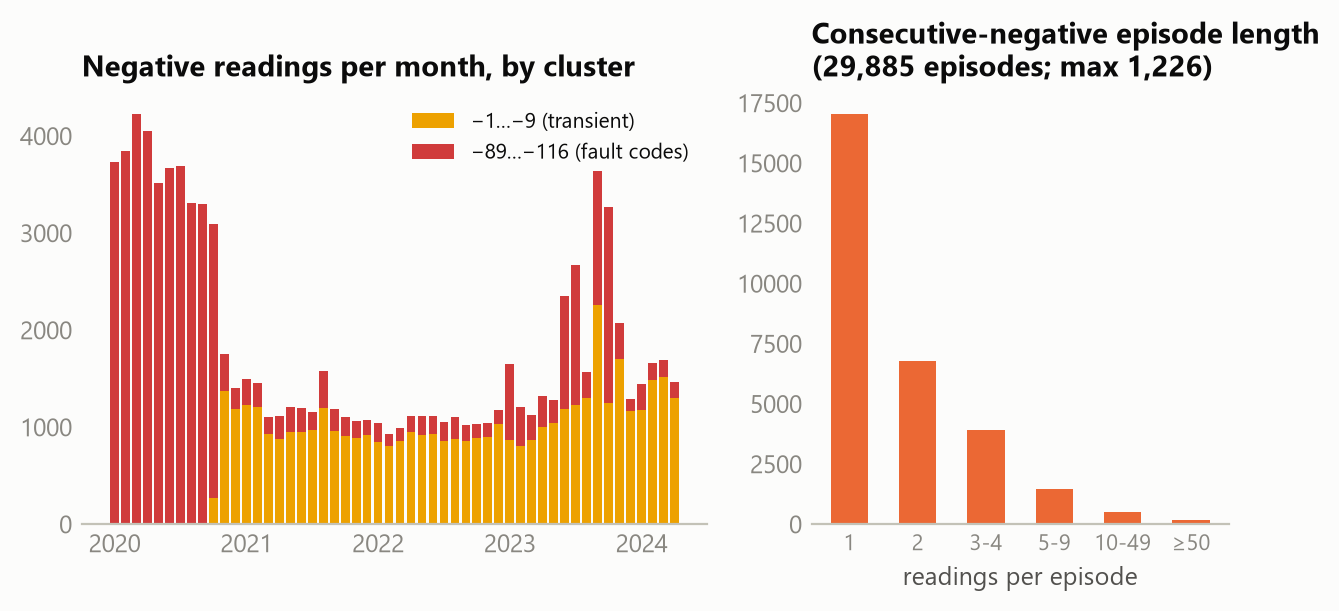 Negative readings per month, by cluster
−1…−9 (transient)
−89…−116 (fault codes)
4000
3000
2000
1000
0
2020 2021 2022 2023 2024
Consecutive-negative episode length
(29,885 episodes; max 1,226)
17500
15000
12500
10000
7500
5000
2500
0
1 2 3-4 5-9 10-49 ≥50
readings per episode